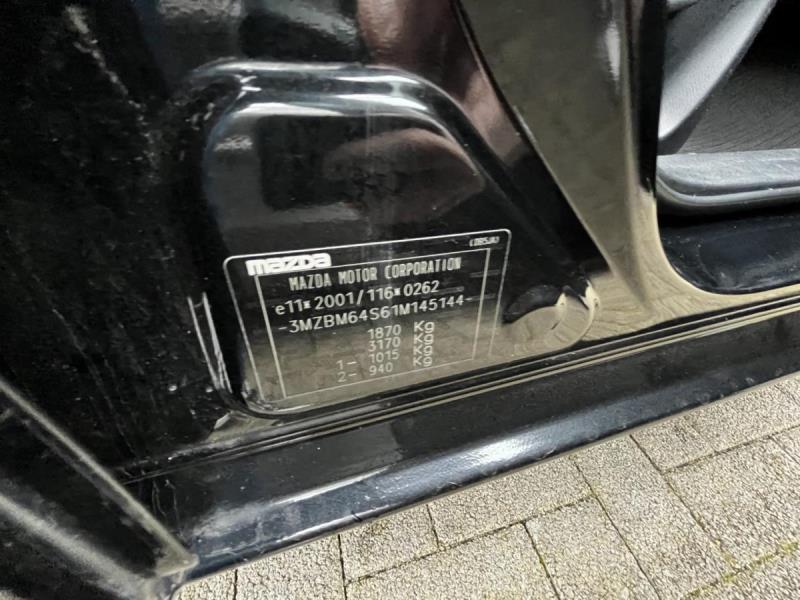 mazda
MAZDA MOTOR CORPORATION
e11*2001/116*0262
-3MZBM64S61M145144-
1870 Kg
3170 Kg
1- 1015 Kg
2- 940 Kg